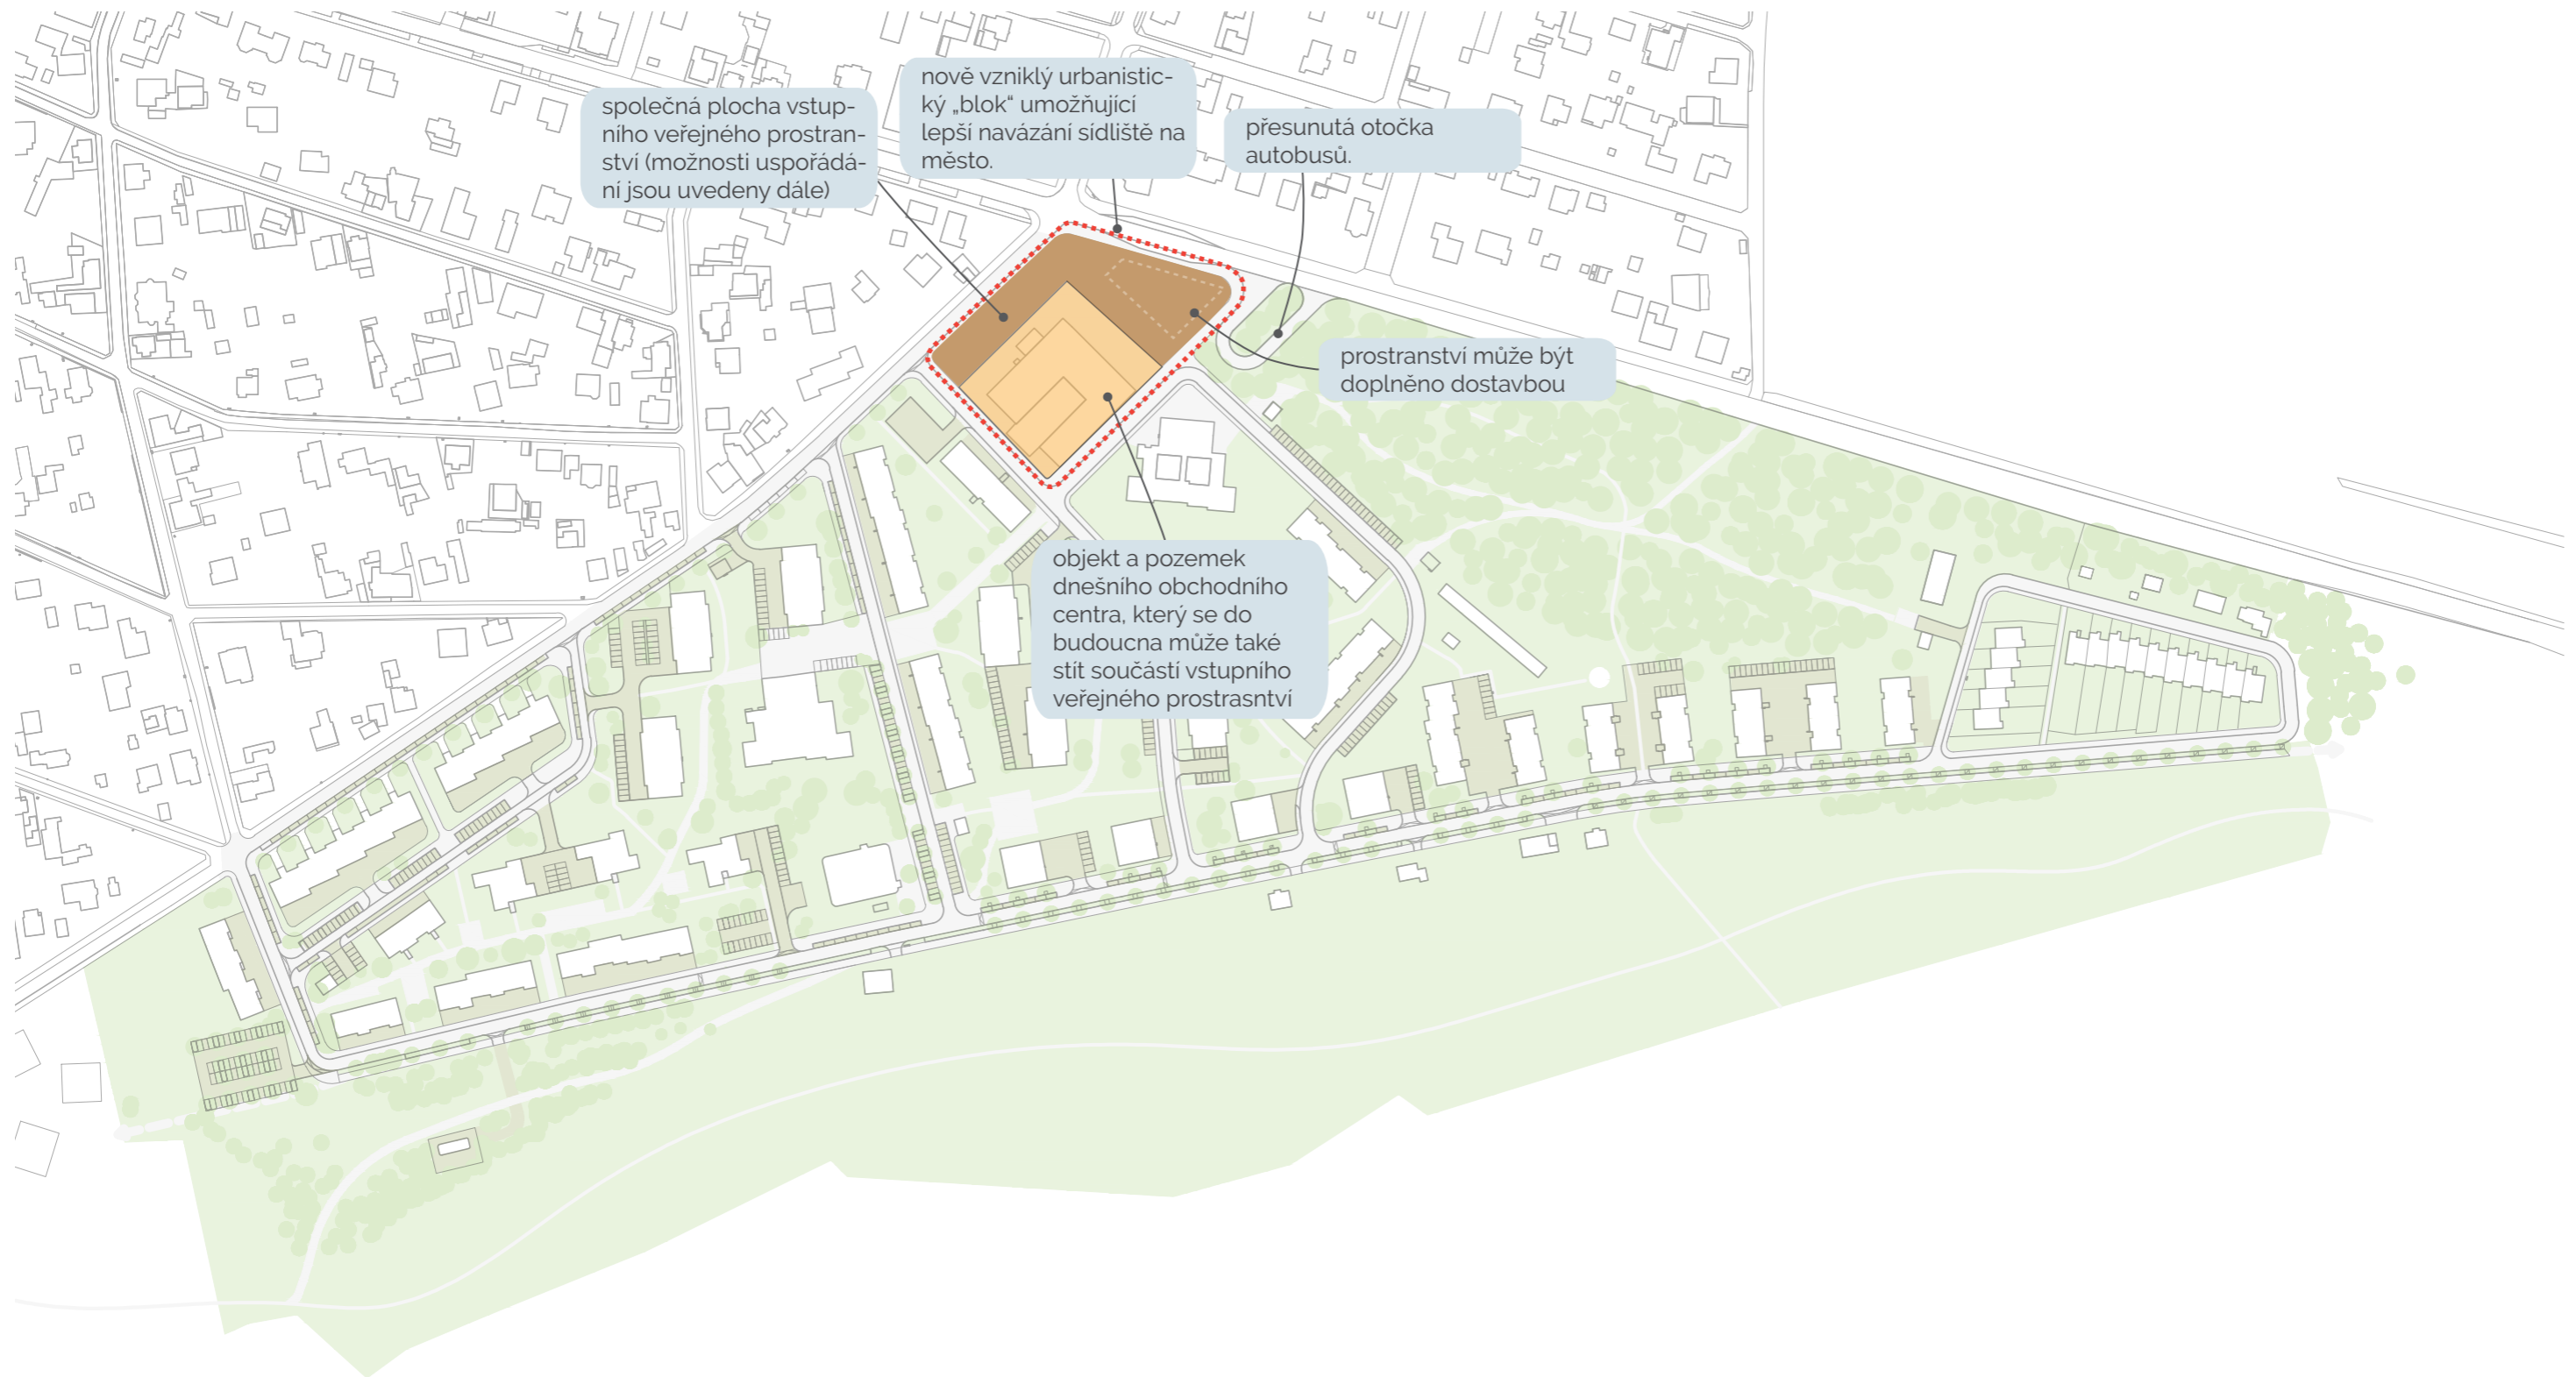 společná plocha vstup-
ního veřejného prostran-
ství (možnosti uspořádá-
ní jsou uvedeny dále)
nově vzniklý urbanistic-
ký „blok“ umožňující
lepší navázání sídliště na
město.
přesunutá otočka
autobusů.
prostranství může být
doplněno dostavbou
objekt a pozemek
dnešního obchodního
centra, který se do
budoucna může také
stít součástí vstupního
veřejného prostrasntví